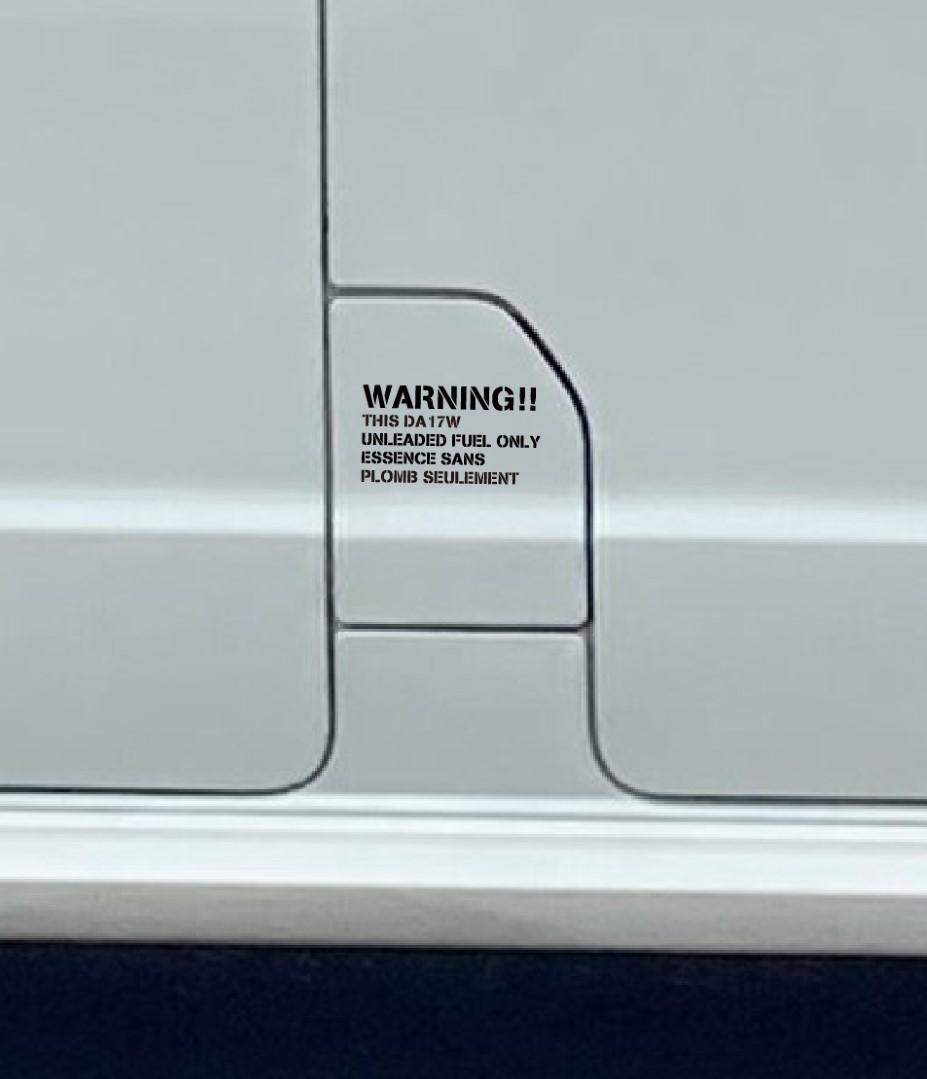 WARNING!!
THIS DA17W
UNLEADED FUEL ONLY
ESSENCE SANS
PLOMB SEULEMENT